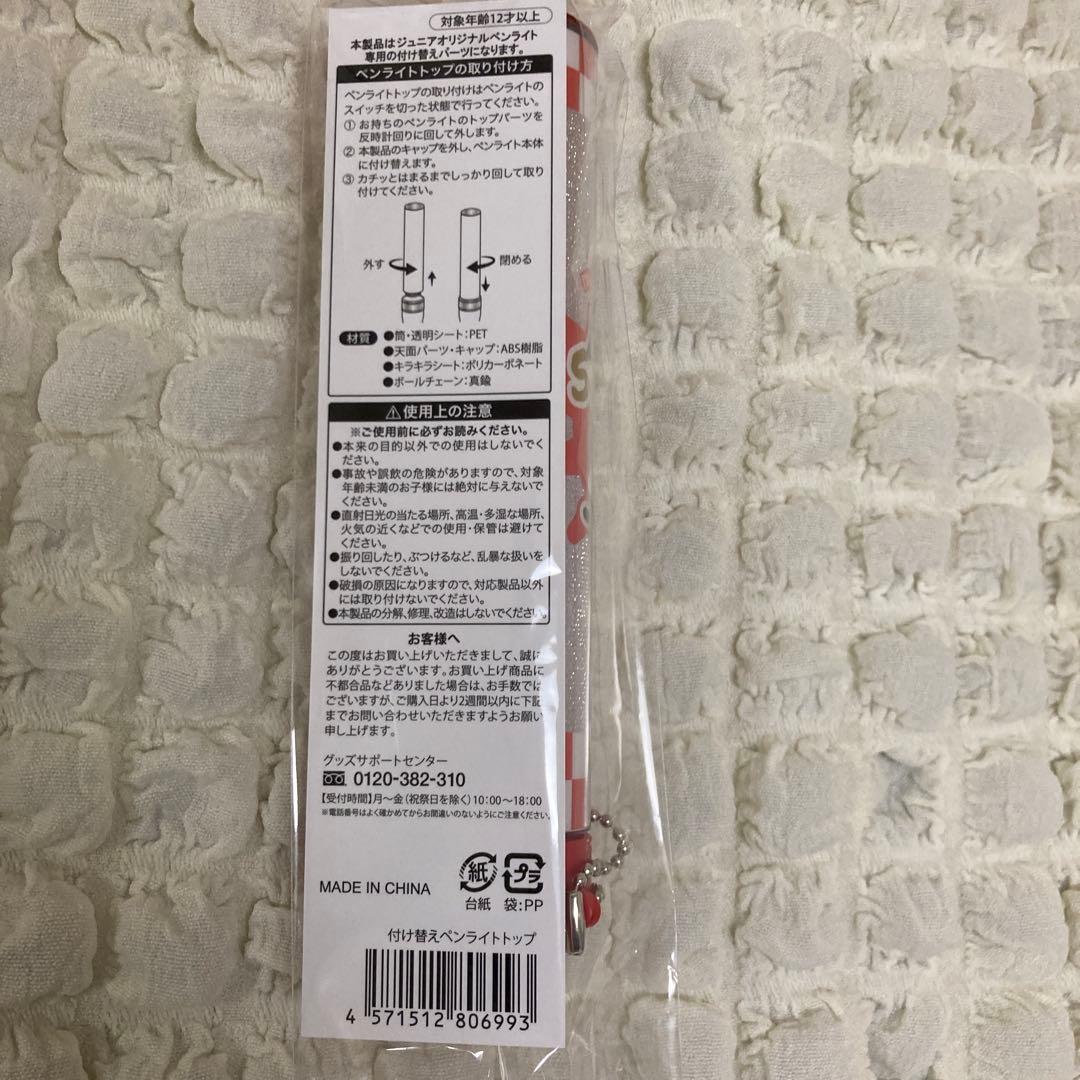 対象年齢12才以上
本製品はジュニアオリジナルペンライト
専用の付け替えパーツになります。
ペンライトトップの取り付け方
ペンライトトップの取り付けはペンライトの
スイッチを切った状態で行ってください。
① お持ちのペンライトのトップパーツを
反時計回りに回して外します。
② 本製品のキャップを外し、ペンライト本体
に付け替えます。
③ カチッとはまるまでしっかり回して取り
付けてください。
外す
閉める
材質
●筒・透明シート:PET
●天面パーツ・キャップ:ABS樹脂
●キラキラシート:ポリカーボネート
●ボールチェーン:真鍮
⚠使用上の注意
※ご使用前に必ずお読みください。
●本来の目的以外での使用はしないでく
ださい。
●事故や誤飲の危険がありますので、対象
年齢未満のお子様には絶対に与えないで
ください。
●直射日光の当たる場所、高温・多湿な場所、
火気の近くなどでの使用・保管は避けて
ください。
●振り回したり、ぶつけるなど、乱暴な扱いを
しないでください。
●破損の原因になりますので、対応製品以外
には取り付けないでください。
●本製品の分解、修理、改造はしないでください。
お客様へ
この度はお買い上げいただきまして、誠に
ありがとうございます。お買い上げ商品に
不都合品などありました場合は、お手数では
ございますが、ご購入日より2週間以内に下記
までお問い合わせいただきますようお願い
申し上げます。
グッズサポートセンター
0120-382-310
【受付時間】月～金(祝祭日を除く)10:00～18:00
※電話番号はよく確かめてからお間違いのないようにご注意ください。
MADE IN CHINA
紙
プラ
台紙 袋:PP
付け替えペンライトトップ
4 571512 806993